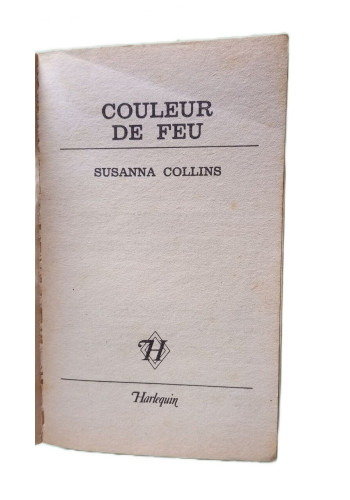 COULEUR
DE FEU
SUSANNA COLLINS
H
Harlequin